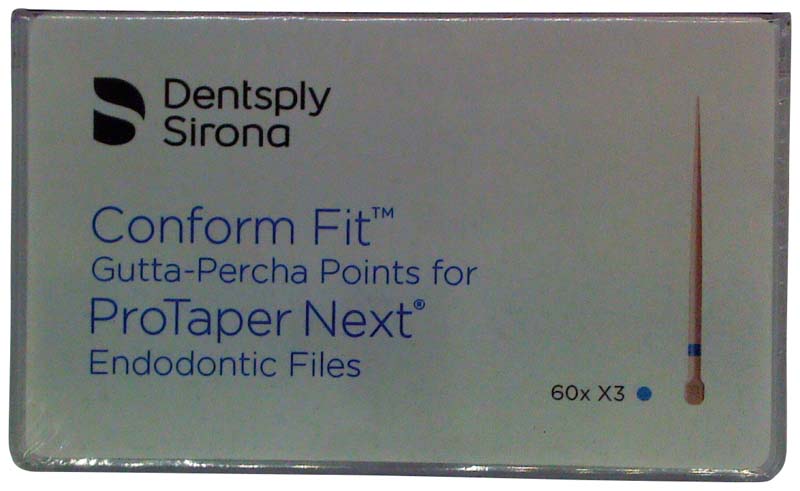 Dentsply
Sirona
Conform Fit™
Gutta-Percha Points for
ProTaper Next®
Endodontic Files
60x X3